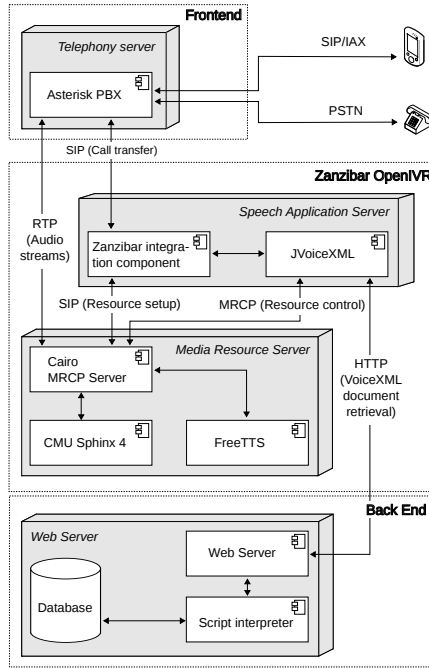 Frontend
Telephony server
Asterisk PBX
SIP/IAX
PSTN
SIP (Call transfer)
Zanzibar OpenIVR
RTP
(Audio
streams)
Speech Application Server
Zanzibar integra-
tion component
JVoiceXML
SIP (Resource setup)
MRCP (Resource control)
Media Resource Server
Cairo
MRCP Server
HTTP
(VoiceXML
document
retrieval)
CMU Sphinx 4
FreeTTS
Back End
Web Server
Web Server
Database
Script interpreter